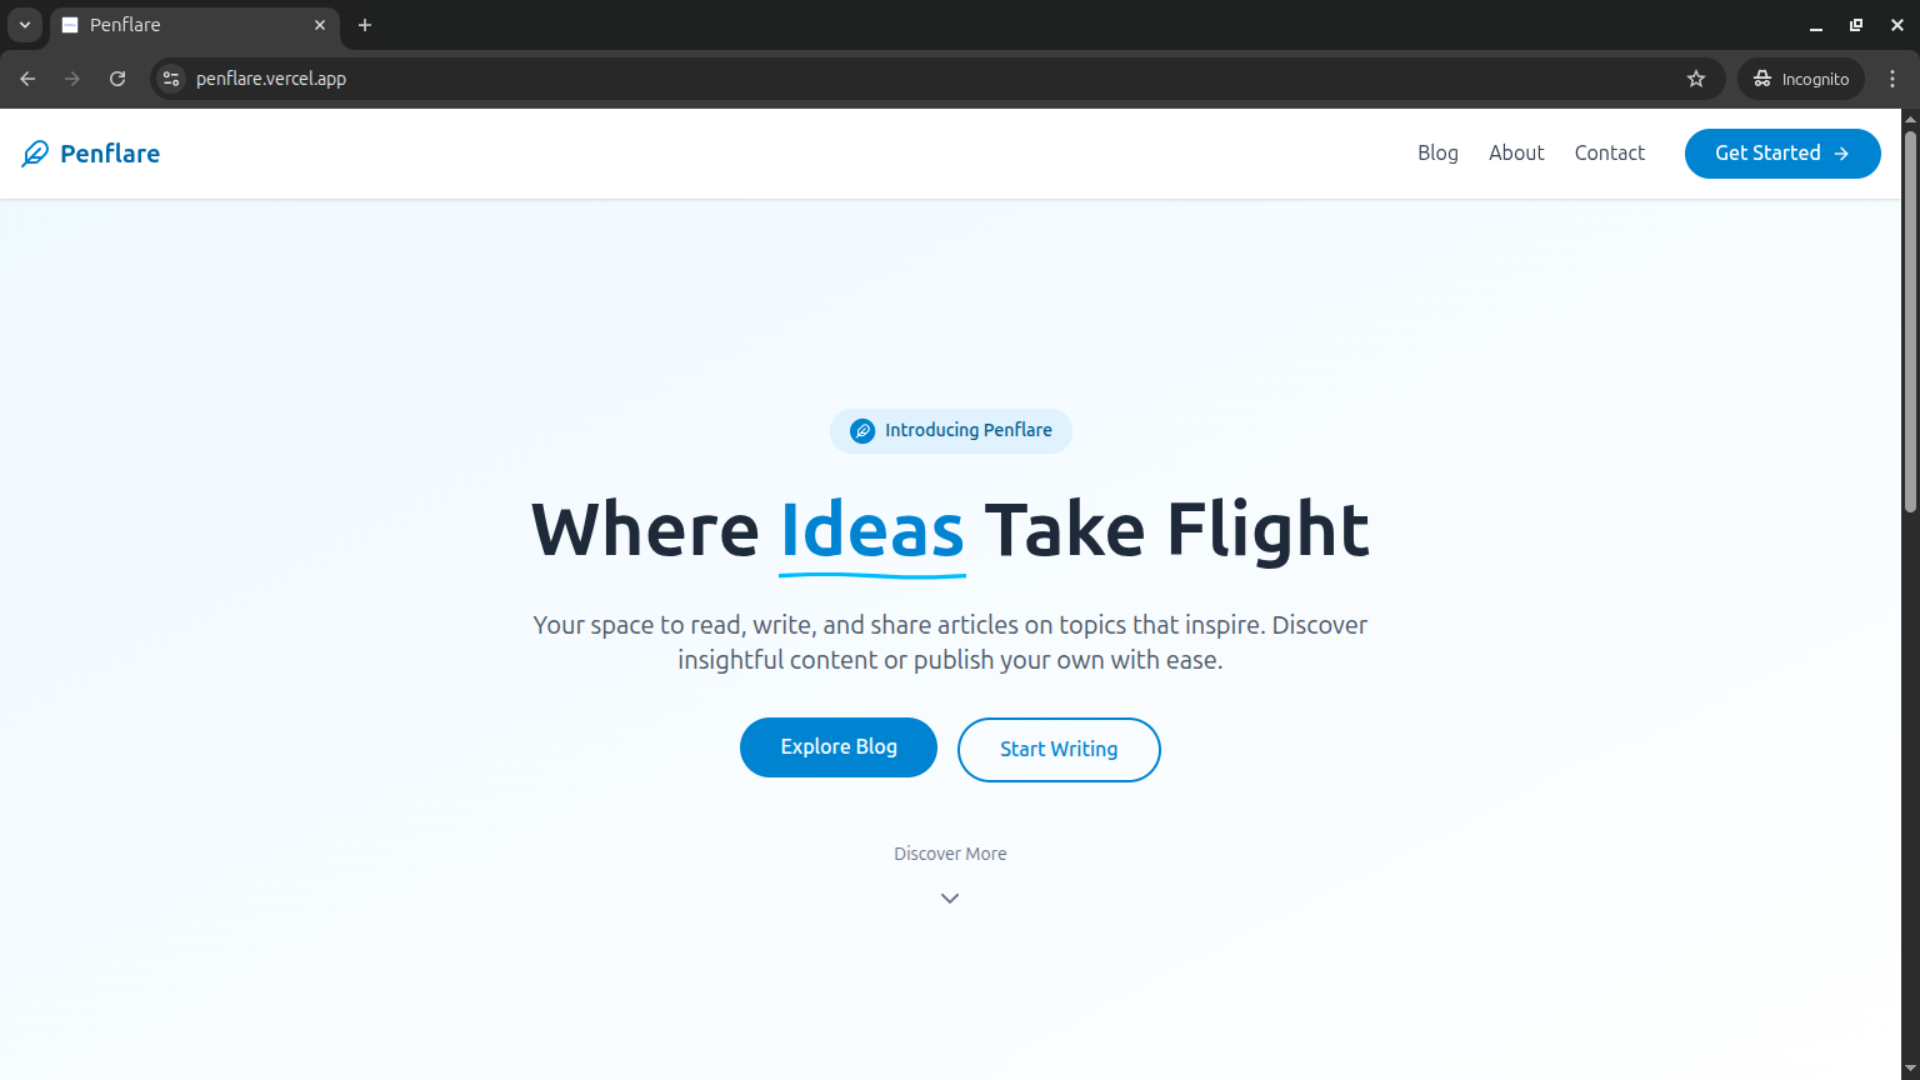 Penflare
penflare.vercel.app
Incognito
Penflare
Blog
About
Contact
Get Started
Introducing Penflare
Where Ideas Take Flight
Your space to read, write, and share articles on topics that inspire. Discover
insightful content or publish your own with ease.
Explore Blog
Start Writing
Discover More